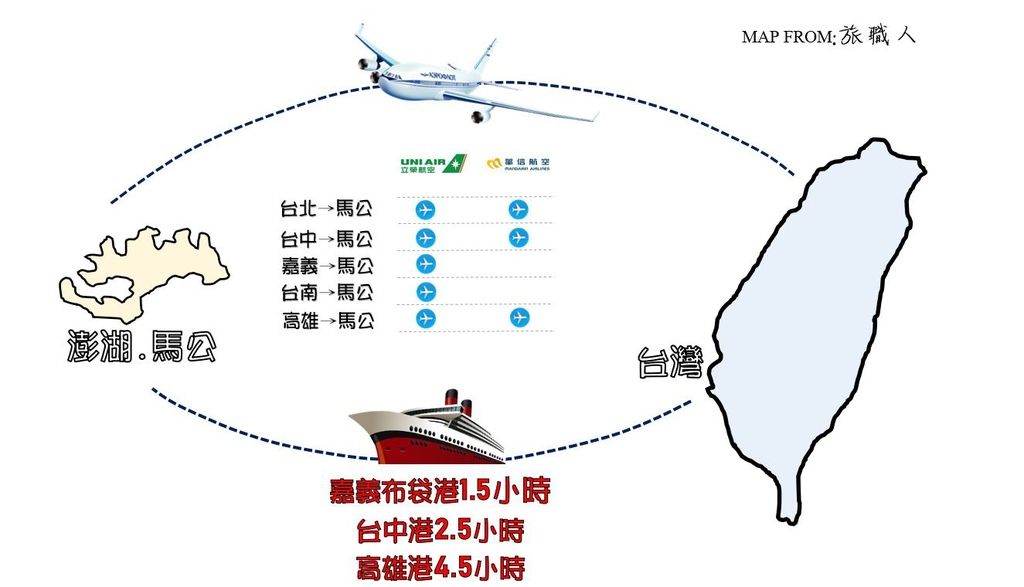 MAP FROM:旅職人
AEROFLOT
UNI AIR
立榮航空
華信航空
MANDARIN AIRLINES
台北→馬公
台中→馬公
嘉義→馬公
台南→馬公
高雄→馬公
澎湖.馬公
台灣
嘉義布袋港1.5小時
台中港2.5小時
高雄港4.5小時